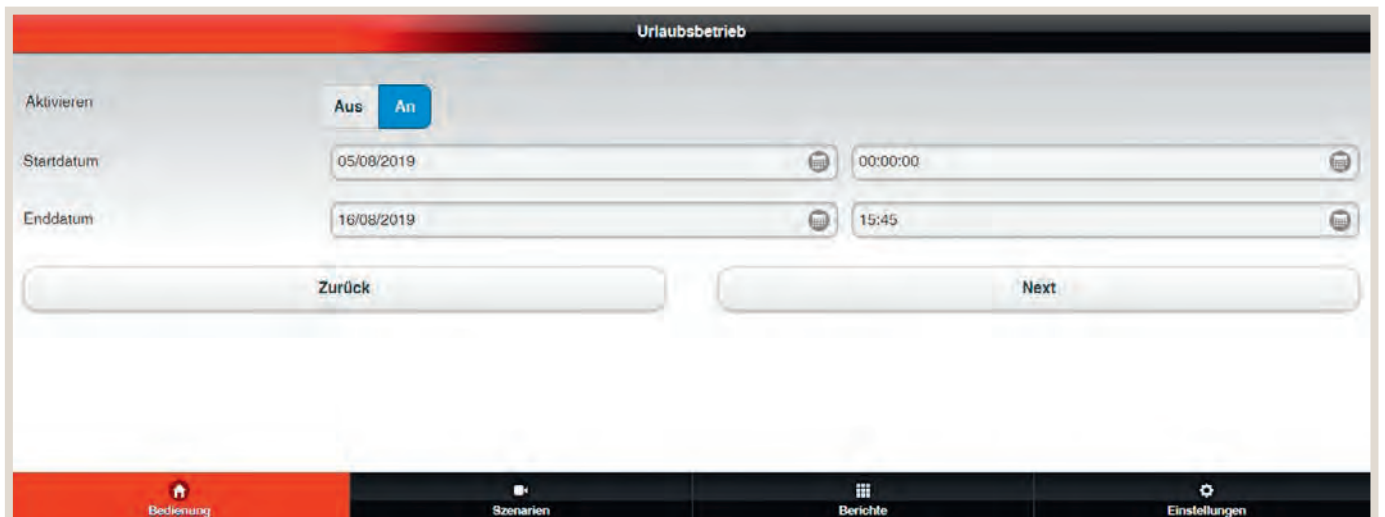 Urlaubsbetrieb
Aktivieren Aus An
Startdatum 05/08/2019 00:00:00
Enddatum 16/08/2019 15:45
Zurück Next
Bedienung Szenarien Berichte Einstellungen